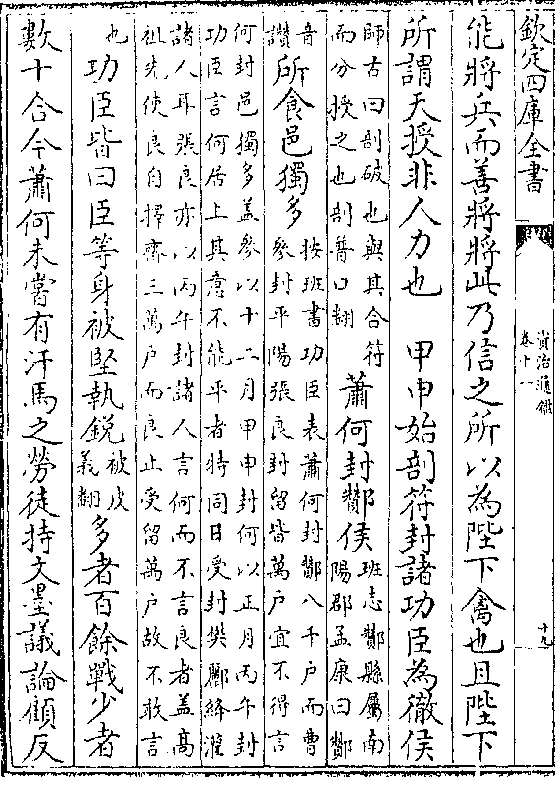 欽定四庫全書
資治通鑑
卷十一
十九
能將兵而善將將此乃信之所以為陛下禽也且陛下
所謂天授非人力也 甲申始剖符封諸功臣為徹侯
師古曰剖破也與其合符
而分授之也剖普口翻
蕭何封酇侯
班志酇縣屬南
陽郡孟康曰酇
音
讚
所食邑獨多
按班書功臣表蕭何封酇八千户而曹
參封平陽張良封留皆萬户宜不得言
何封邑獨多盖參以十二月甲申封何以正月丙午封
功臣言何居上其意不能平者特同日受封樊酈絳灌
諸人耳張良亦以丙午封諸人言何而不言良者盖高
祖先使良自擇齊三萬户而良止受留萬户故不敢言
也
功臣皆曰臣等身被堅執銳
被皮
義翻
多者百餘戰少者
數十合今蕭何未嘗有汗馬之勞徒持文墨議論顧反